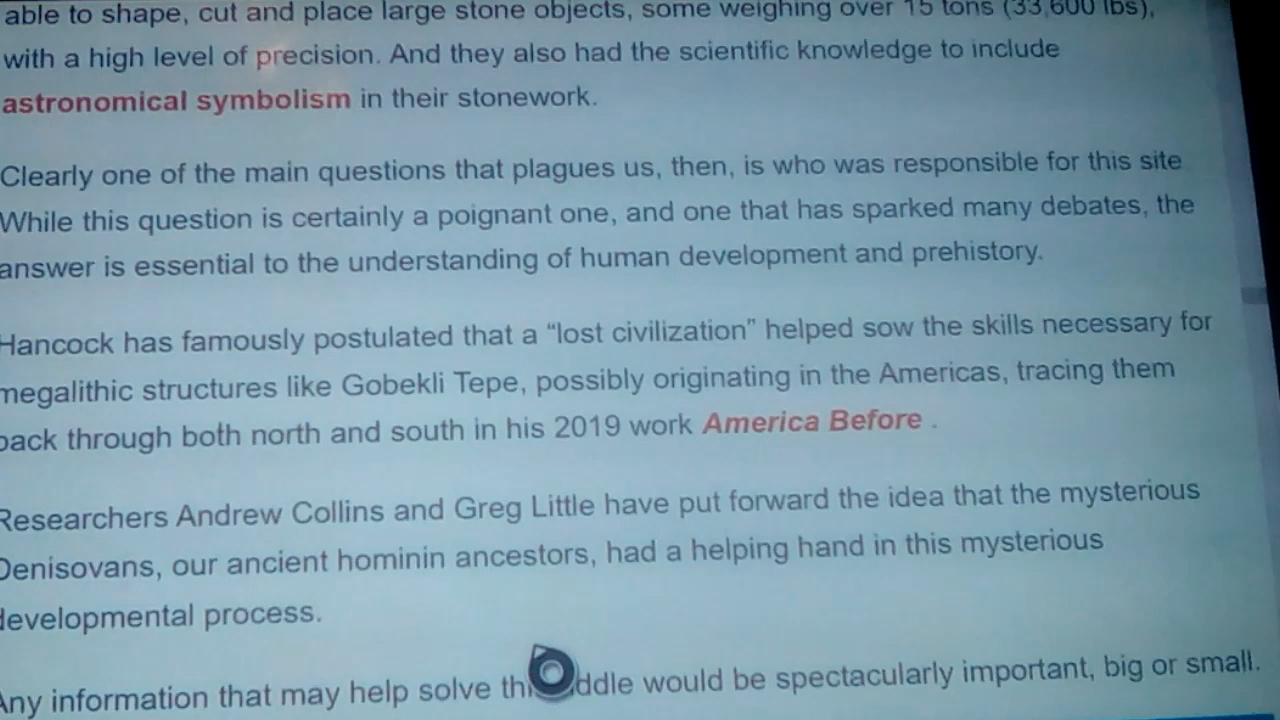 able to shape, cut and place large stone objects, some weighing over 15 tons (33,600 lbs),
with a high level of precision. And they also had the scientific knowledge to include
astronomical symbolism in their stonework.
Clearly one of the main questions that plagues us, then, is who was responsible for this site
While this question is certainly a poignant one, and one that has sparked many debates, the
answer is essential to the understanding of human development and prehistory.
Hancock has famously postulated that a “lost civilization” helped sow the skills necessary for
megalithic structures like Gobekli Tepe, possibly originating in the Americas, tracing them
back through both north and south in his 2019 work America Before .
Researchers Andrew Collins and Greg Little have put forward the idea that the mysterious
Denisovans, our ancient hominin ancestors, had a helping hand in this mysterious
developmental process.
Any information that may help solve would be spectacularly important, big or small.